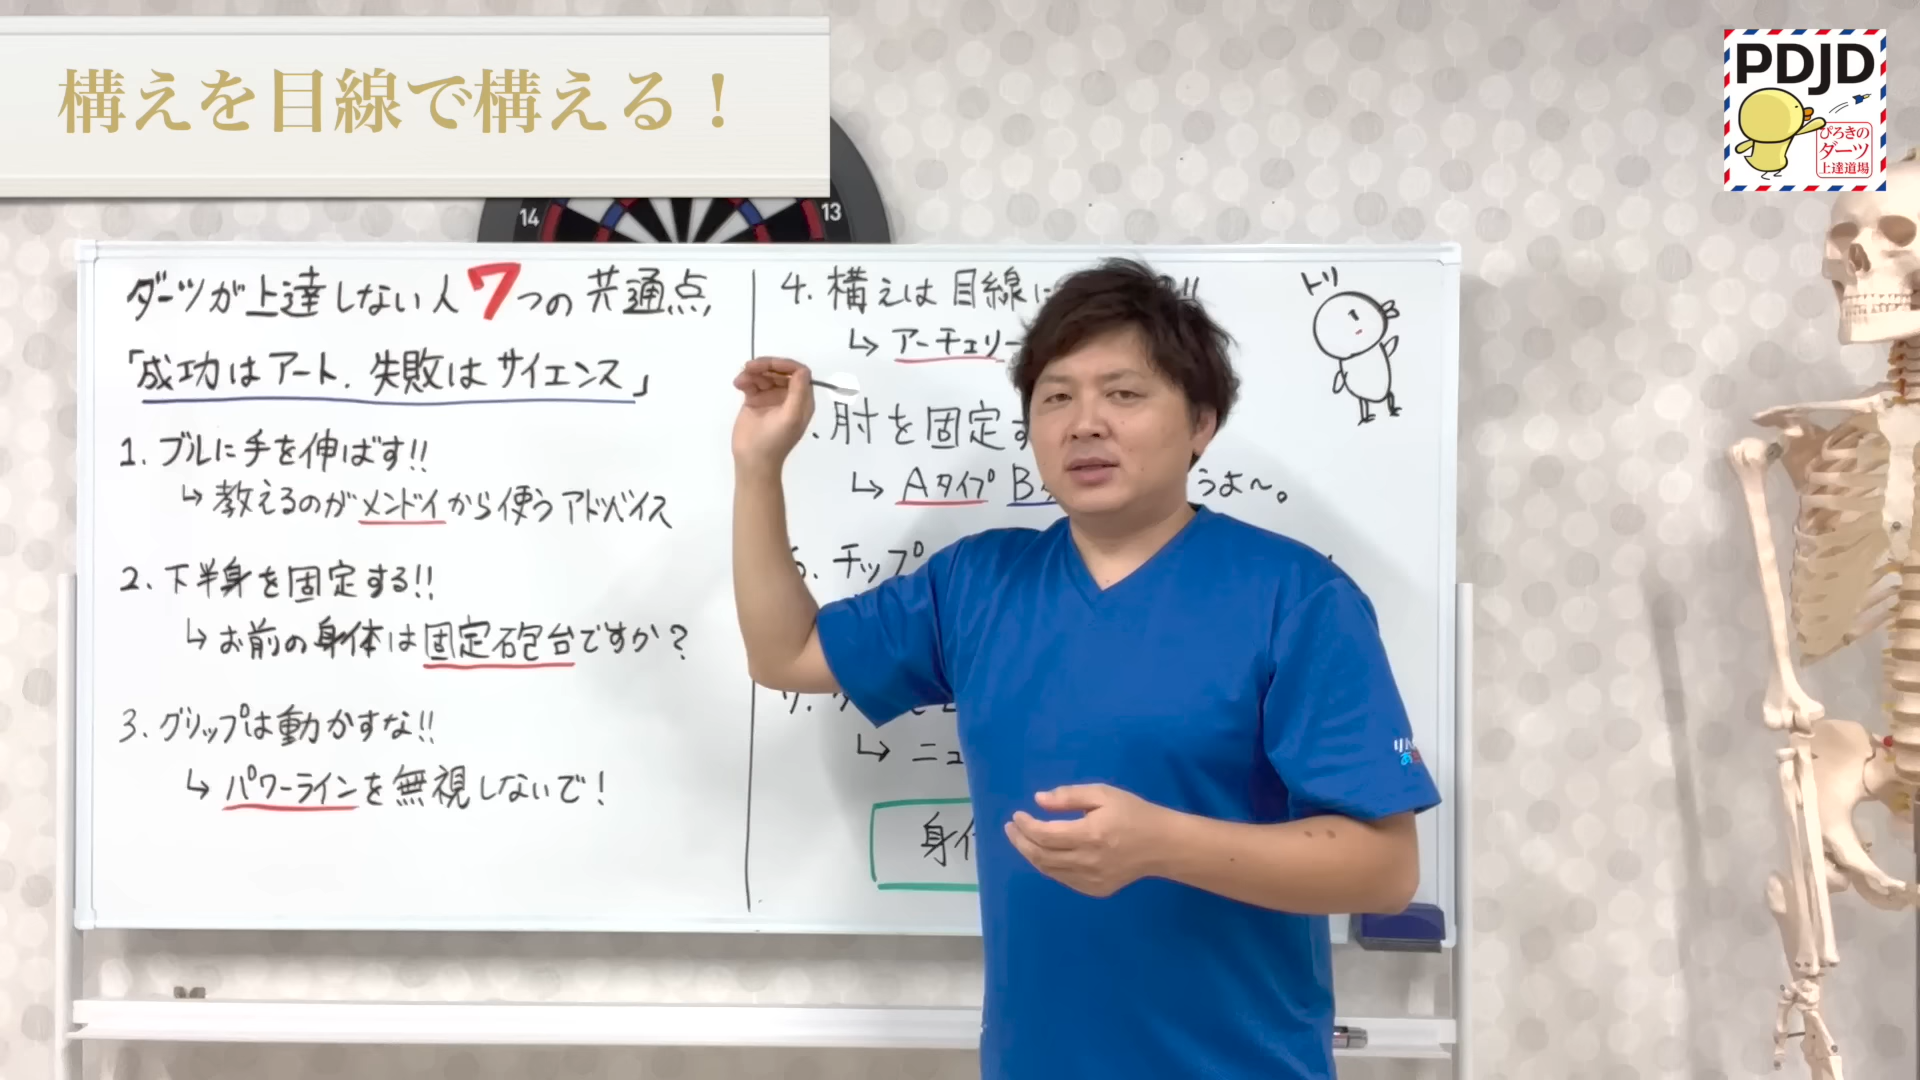 構えを目線で構える！
PDJD
ぴろきの
ダーツ
上達道場
14
13
ダーツが上達しない人7つの共通点,
「成功はアート.失敗はサイエンス」
1. ブルに手を伸ばす!!
↳ 教えるのがメンドイから使うアドバイス
2. 下半身を固定する!!
↳ お前の身体は固定砲台ですか？
3. グリップは動かすな!!
↳ パワーラインを無視しないで！
4. 構えは目線に !!
↳ アーチェリー
肘を固定す
↳ Aタイプ B うよ〜。
チップ
↳ ニュ
身
トリ